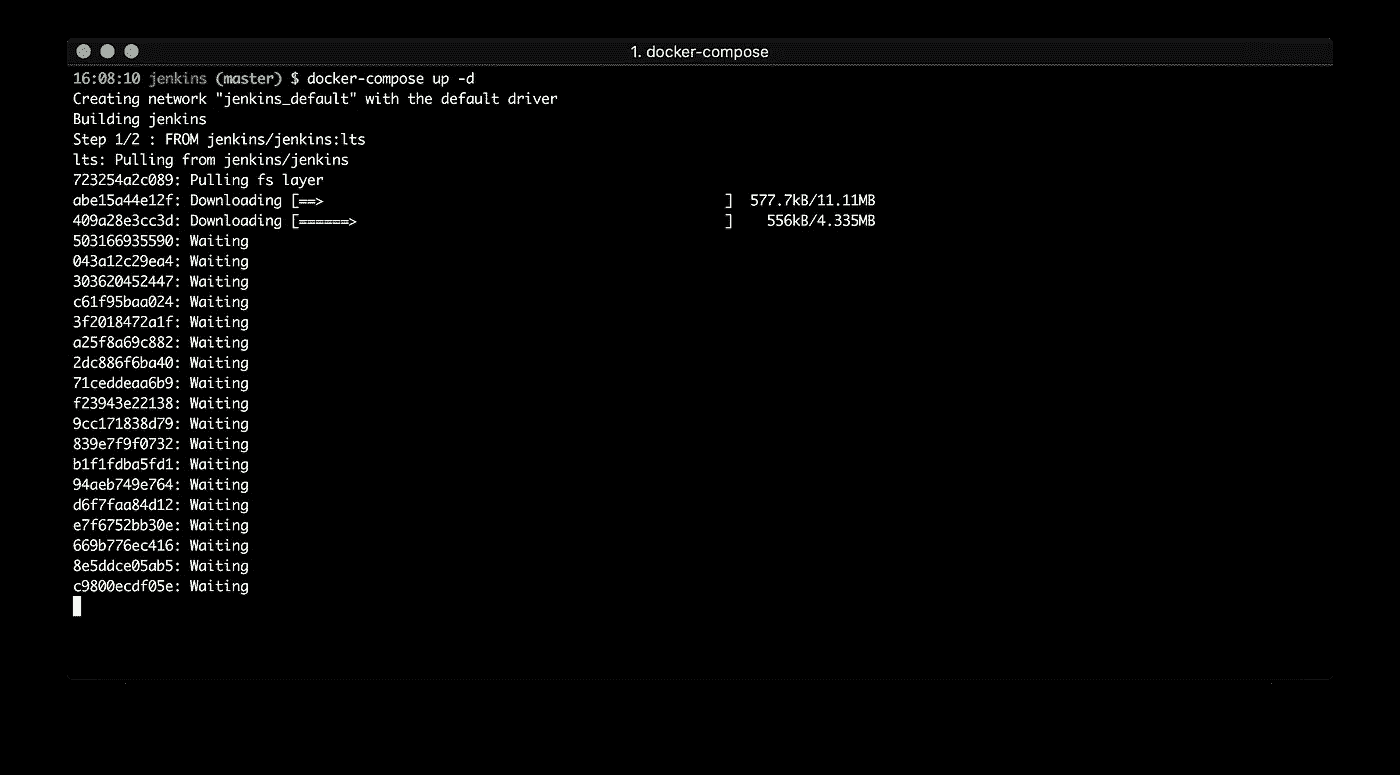 1. docker-compose
16:08:10 jenkins (master) $ docker-compose up -d
Creating network "jenkins_default" with the default driver
Building jenkins
Step 1/2 : FROM jenkins/jenkins:lts
lts: Pulling from jenkins/jenkins
723254a2c089: Pulling fs layer
abe15a44e12f: Downloading [==>                                                ]  577.7kB/11.11MB
409a28e3cc3d: Downloading [======>                                            ]    556kB/4.335MB
503166935590: Waiting
043a12c29ea4: Waiting
303620452447: Waiting
c61f95baa024: Waiting
3f2018472a1f: Waiting
a25f8a69c882: Waiting
2dc886f6ba40: Waiting
71ceddeaa6b9: Waiting
f23943e22138: Waiting
9cc171838d79: Waiting
839e7f9f0732: Waiting
b1f1fdba5fd1: Waiting
94aeb749e764: Waiting
d6f7faa84d12: Waiting
e7f6752bb30e: Waiting
669b776ec416: Waiting
8e5ddce05ab5: Waiting
c9800ecdf05e: Waiting